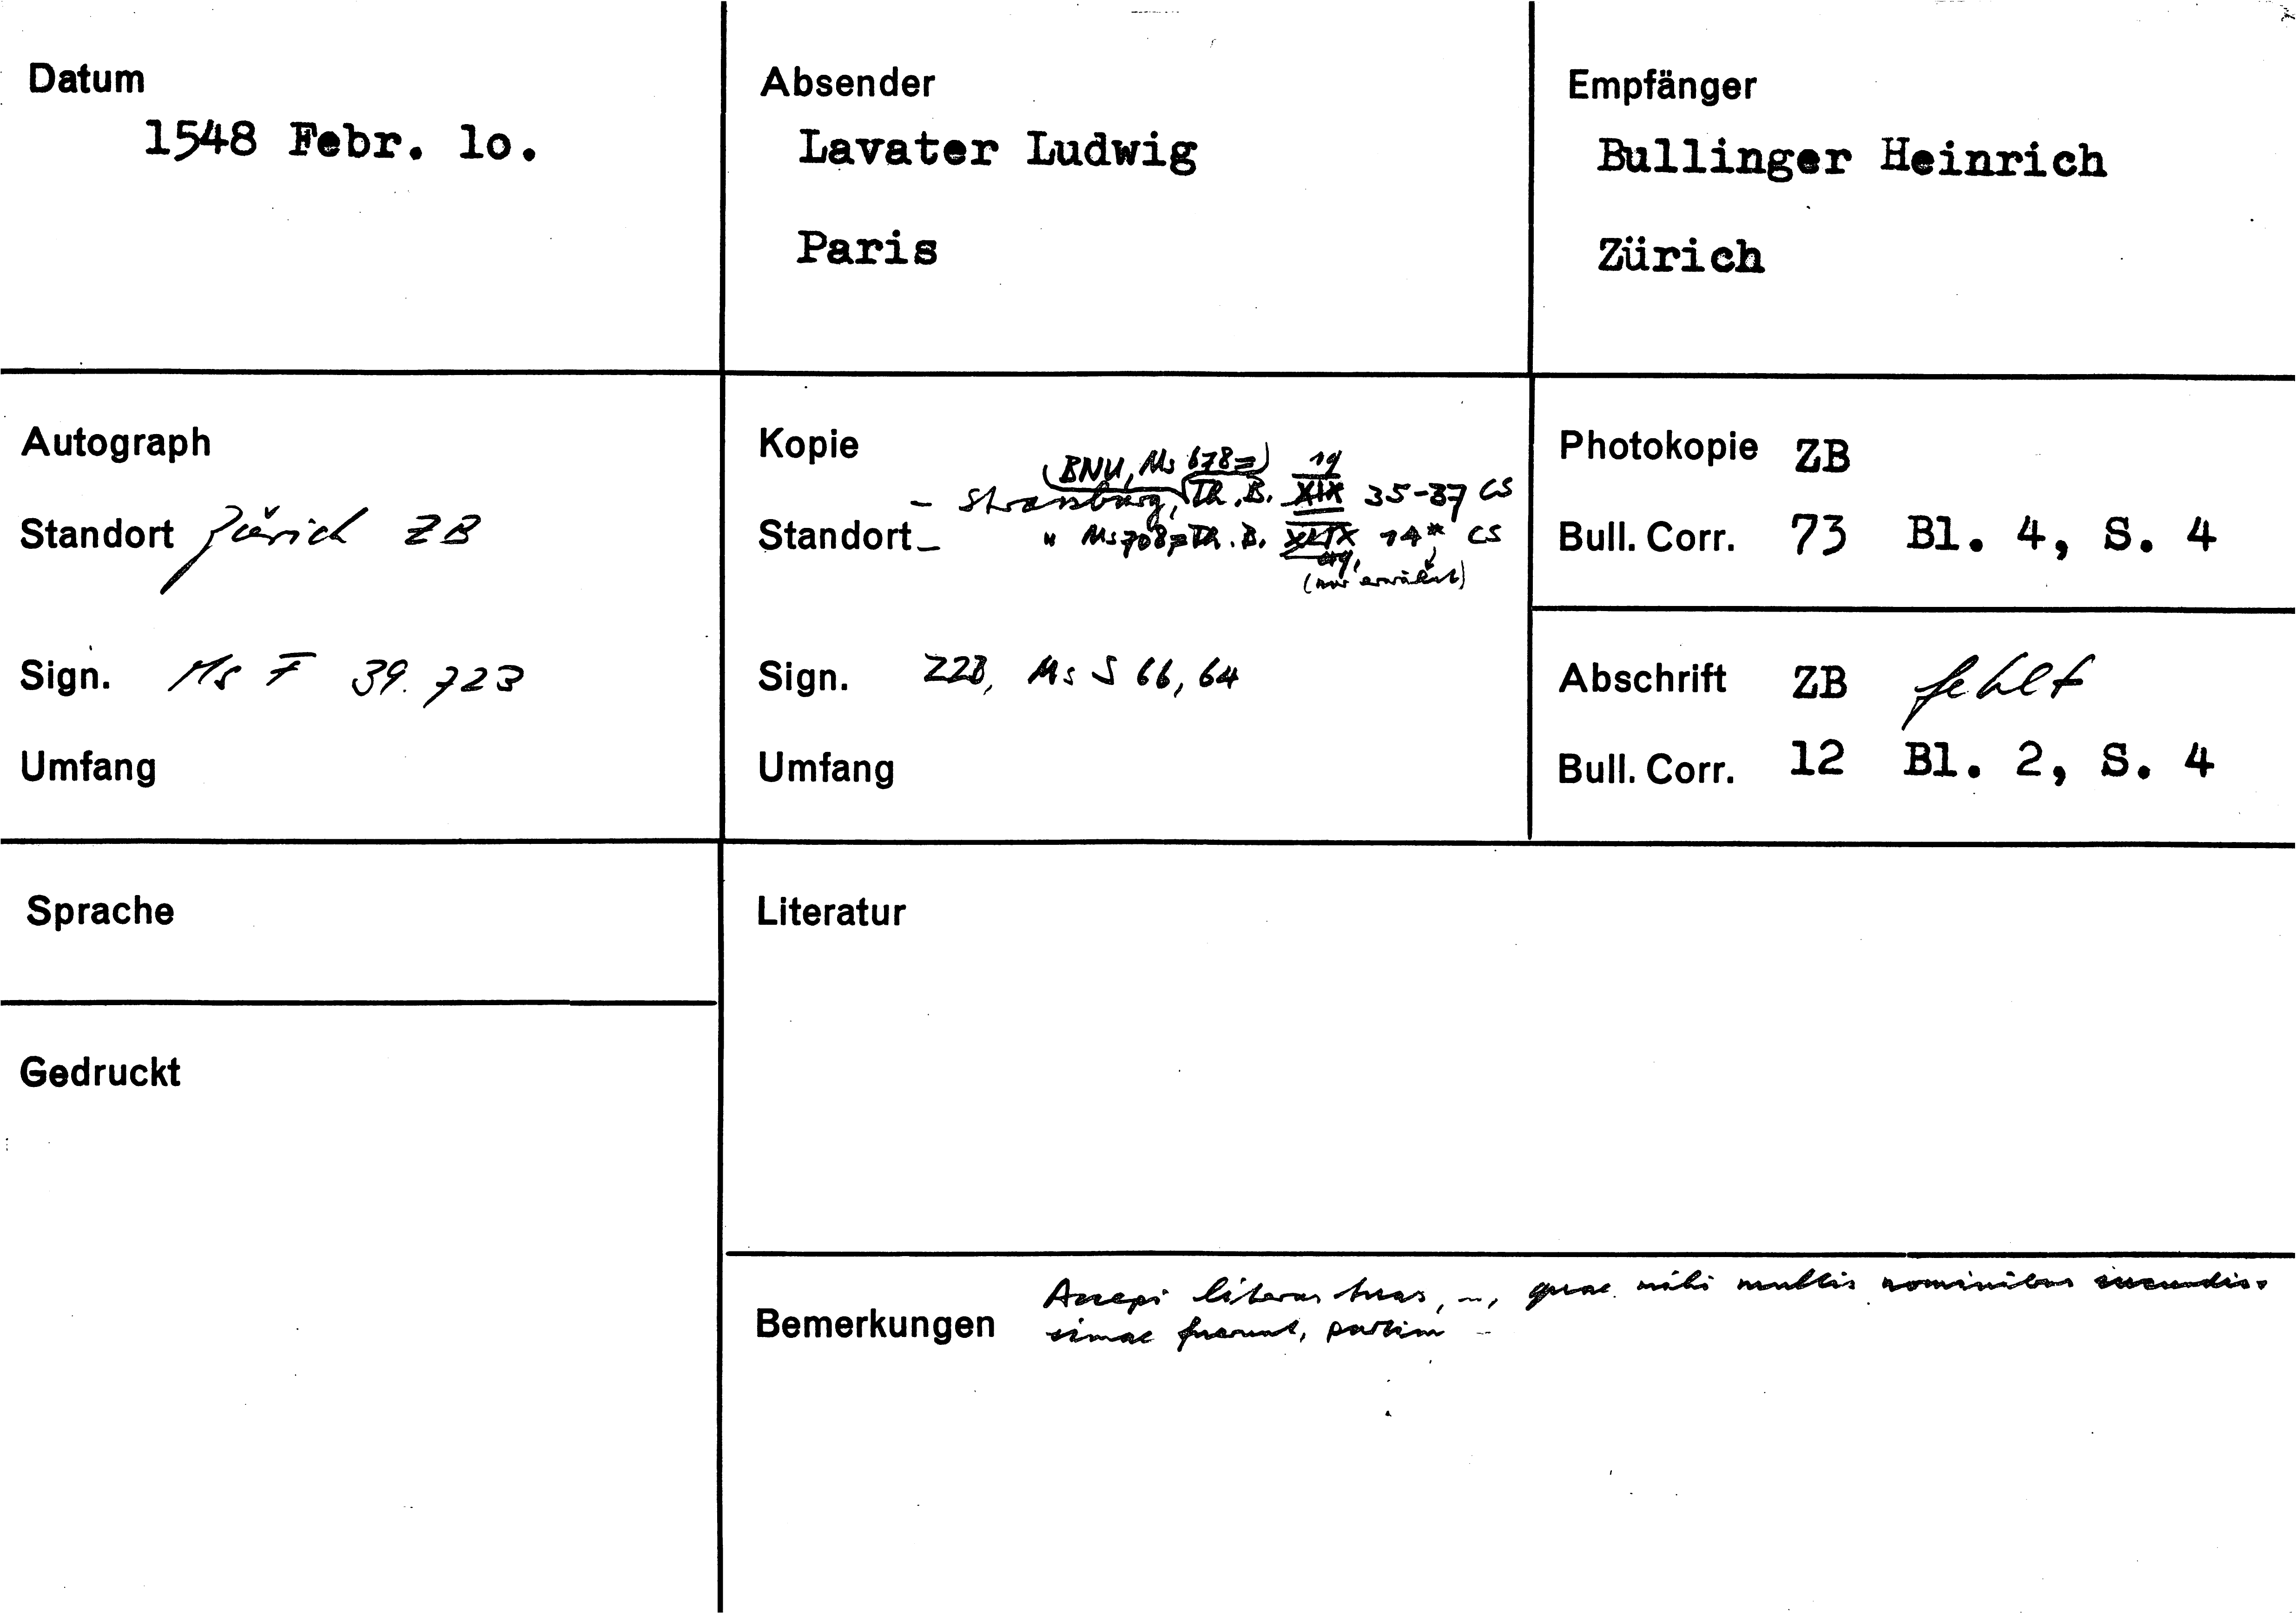 Datum
1548 Febr. lo.
Absender
Lavater Ludwig
Paris
Empfänger
Bullinger Heinrich
Zürich
Autograph
Standort Zürich ZB
Sign. Ms F 39. 723
Umfang
Kopie
(BNU, Ms 678=) 19
- Strassburg, Th. B. XIX 35-37 CS
Standort - " Ms 708= Th. B. XLIX 14* CS
49,
(nur erwähnt)
Sign. ZZB, Ms S 66, 64
Umfang
Photokopie ZB
Bull. Corr. 73 Bl. 4, S. 4
Abschrift ZB fehlt
Bull. Corr. 12 Bl. 2, S. 4
Sprache
Gedruckt
Literatur
Bemerkungen
Accepi literas tuas, ..., quae mihi multis nominibus iucundis-
simae fuerunt, partim ...